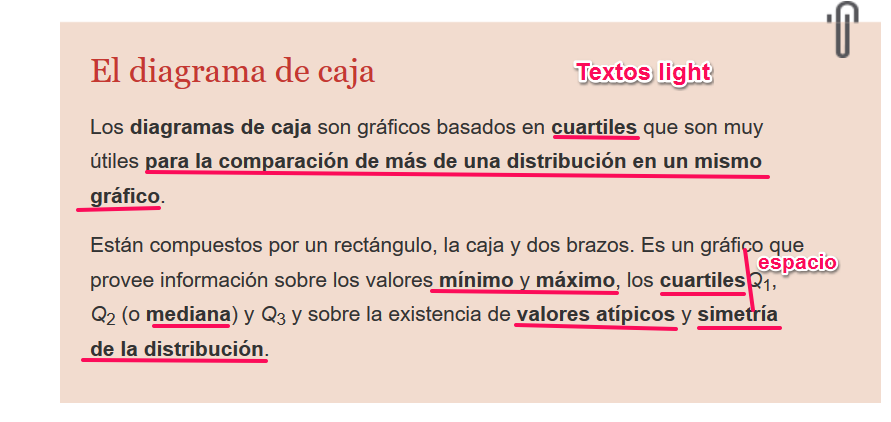 El diagrama de caja
Textos light
Los diagramas de caja son gráficos basados en cuartiles que son muy
útiles para la comparación de más de una distribución en un mismo
gráfico.
Están compuestos por un rectángulo, la caja y dos brazos. Es un gráfico que
espacio
provee información sobre los valores mínimo y máximo, los cuartiles Q₁,
Q₂ (o mediana) y Q₃ y sobre la existencia de valores atípicos y simetría
de la distribución.